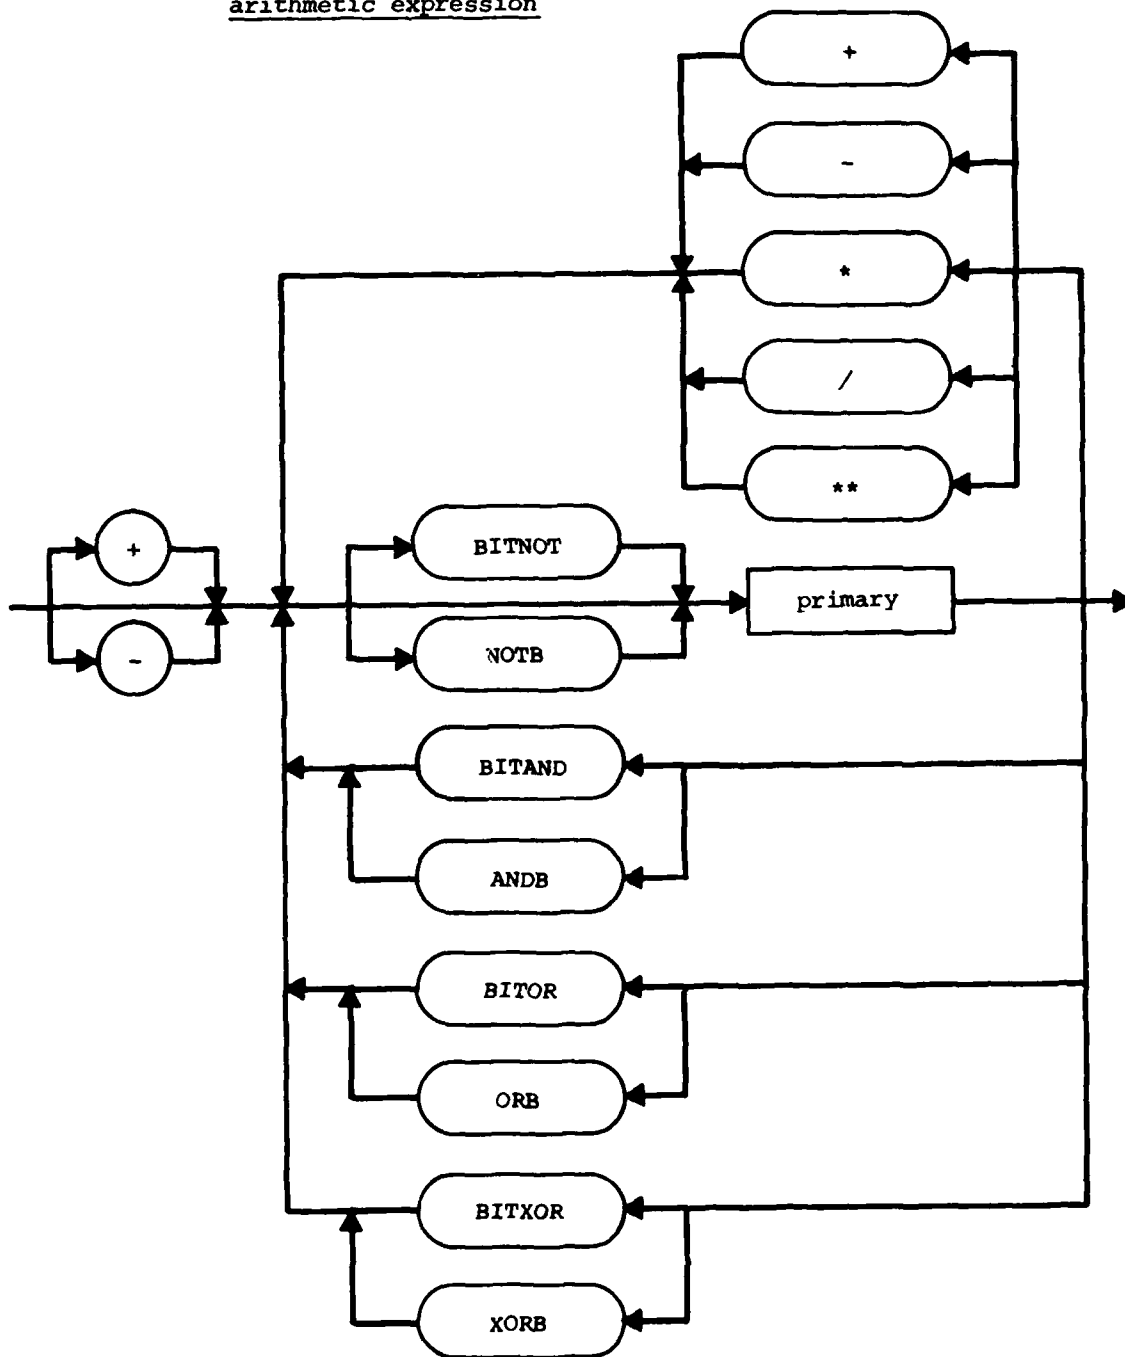 arithmetic expression
+
-
*
/
**
+
-
BITNOT
NOTB
primary
BITAND
ANDB
BITOR
ORB
BITXOR
XORB